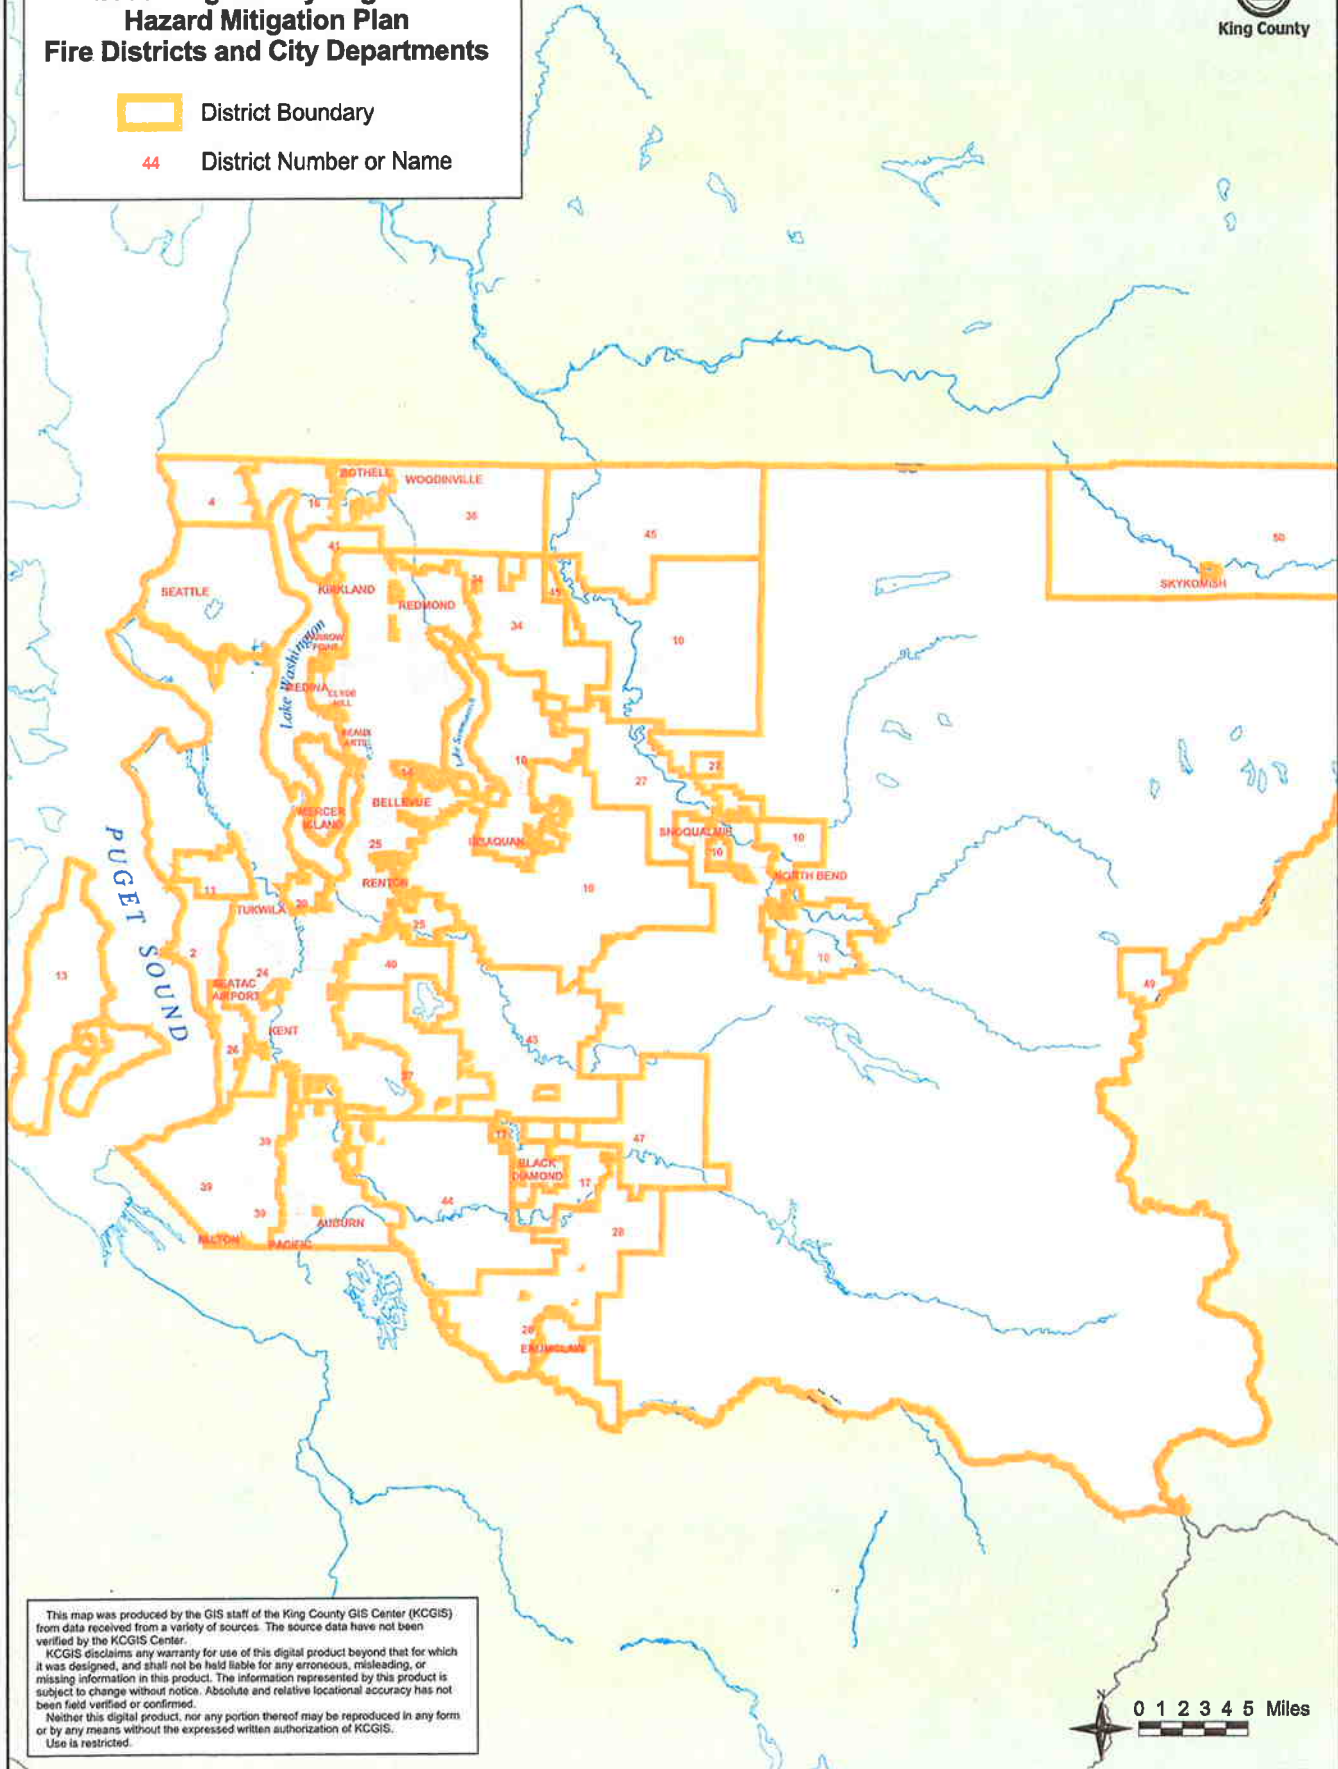 Hazard Mitigation Plan
Fire Districts and City Departments
District Boundary
44 District Number or Name
King County
BOTHELL
WOODINVILLE
4
16
36
45
50
41
SKYKOMISH
SEATTLE
KIRKLAND
34
45
REDMOND
34
10
Lake Washington
MEDINA
CLYDE
HILL
BEAUX
ARTS
Lake Sammamish
10
27
14
27
BELLEVUE
MERCER
ISLAND
25
ISSAQUAH
SNOQUALMIE
10
10
RENTON
10
NORTH BEND
PUGET SOUND
11
TUKWILA
20
25
2
40
10
13
24
SEATAC
AIRPORT
49
KENT
43
26
37
17
47
39
BLACK
DIAMOND
17
39
44
39
AUBURN
28
MILTON
PACIFIC
28
ENUMCLAW
This map was produced by the GIS staff of the King County GIS Center (KCGIS)
from data received from a variety of sources. The source data have not been
verified by the KCGIS Center.
KCGIS disclaims any warranty for use of this digital product beyond that for which
it was designed, and shall not be held liable for any erroneous, misleading, or
missing information in this product. The information represented by this product is
subject to change without notice. Absolute and relative locational accuracy has not
been field verified or confirmed.
Neither this digital product, nor any portion thereof may be reproduced in any form
or by any means without the expressed written authorization of KCGIS.
Use is restricted.
N
0 1 2 3 4 5 Miles